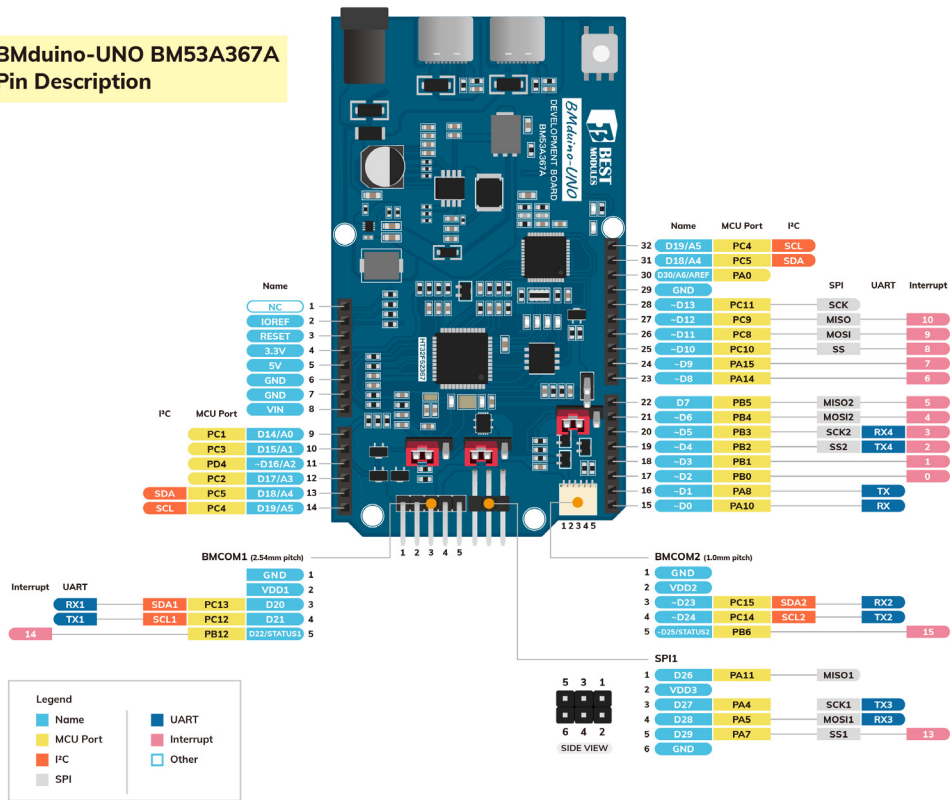 BMduino-UNO BM53A367A
Pin Description
BEST
MODULES
BMduino-UNO
DEVELOPMENT BOARD
BM53A367A
HT32F52367
Name MCU Port I²C
32 D19/A5 PC4 SCL
31 D18/A4 PC5 SDA
30 D30/A6/AREF PA0
29 GND
SPI UART Interrupt
28 ~D13 PC11 SCK
27 ~D12 PC9 MISO 10
26 ~D11 PC8 MOSI 9
25 ~D10 PC10 SS 8
24 ~D9 PA15 7
23 ~D8 PA14 6
22 D7 PB5 MISO2 5
21 ~D6 PB4 MOSI2 4
20 ~D5 PB3 SCK2 RX4 3
19 ~D4 PB2 SS2 TX4 2
18 ~D3 PB1 1
17 ~D2 PB0 0
16 ~D1 PA8 TX
15 ~D0 PA10 RX
Name
NC 1
IOREF 2
RESET 3
3.3V 4
5V 5
GND 6
GND 7
VIN 8
I²C MCU Port
PC1 D14/A0 9
PC3 D15/A1 10
PD4 ~D16/A2 11
PC2 D17/A3 12
SDA PC5 D18/A4 13
SCL PC4 D19/A5 14
1 2 3 4 5
1 2 3 4 5
BMCOM1 (2.54mm pitch)
GND 1
VDD1 2
Interrupt UART
RX1 SDA1 PC13 D20 3
TX1 SCL1 PC12 D21 4
14 PB12 D22/STATUS1 5
BMCOM2 (1.0mm pitch)
1 GND
2 VDD2
3 ~D23 PC15 SDA2 RX2
4 ~D24 PC14 SCL2 TX2
5 ~D25/STATUS2 PB6 15
SPI1
1 D26 PA11 MISO1
2 VDD3
3 D27 PA4 SCK1 TX3
4 D28 PA5 MOSI1 RX3
5 D29 PA7 SS1 13
6 GND
5 3 1
6 4 2
SIDE VIEW
Legend
Name
MCU Port
I²C
SPI
UART
Interrupt
Other